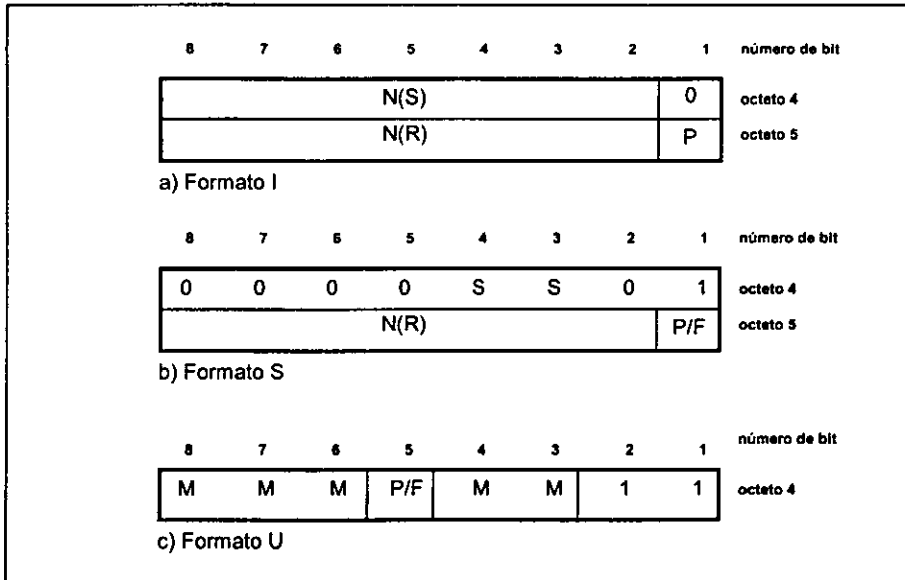 8 7 6 5 4 3 2 1 número de bit
N(S) 0 octeto 4
N(R) P octeto 5
a) Formato I
8 7 6 5 4 3 2 1 número de bit
0 0 0 0 S S 0 1 octeto 4
N(R) P/F octeto 5
b) Formato S
8 7 6 5 4 3 2 1 número de bit
M M M P/F M M 1 1 octeto 4
c) Formato U